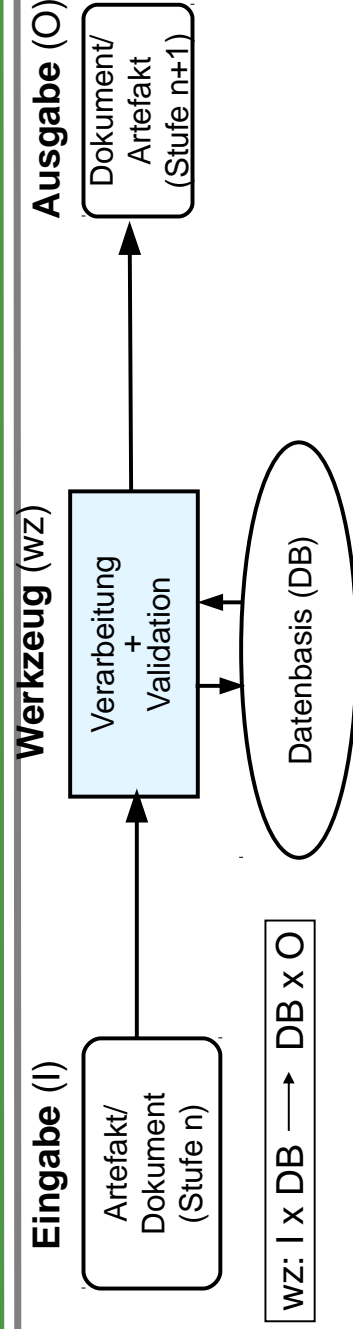 Eingabe (I)
Artefakt/
Dokument
(Stufe n)
Werkzeug (wz)
Verarbeitung
+
Validation
Ausgabe (O)
Dokument/
Artefakt
(Stufe n+1)
Datenbasis (DB)
wz: I x DB → DB x O